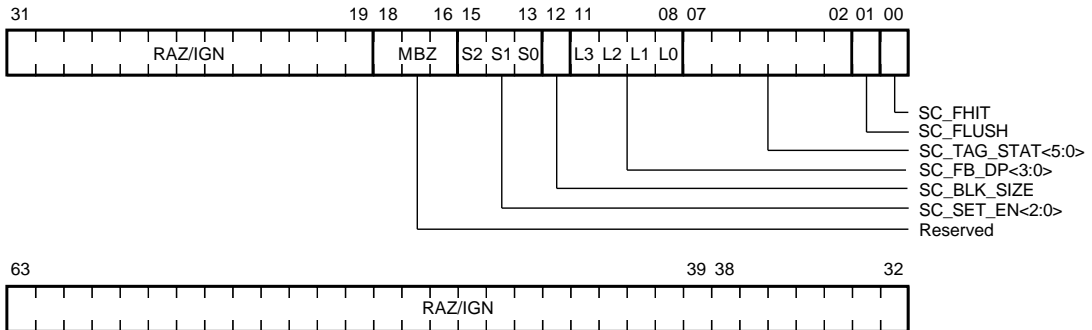 31 19 18 16 15 13 12 11 08 07 02 01 00
RAZ/IGN MBZ S2 S1 S0 L3 L2 L1 L0
SC_FHIT
SC_FLUSH
SC_TAG_STAT<5:0>
SC_FB_DP<3:0>
SC_BLK_SIZE
SC_SET_EN<2:0>
Reserved
63 39 38 32
RAZ/IGN